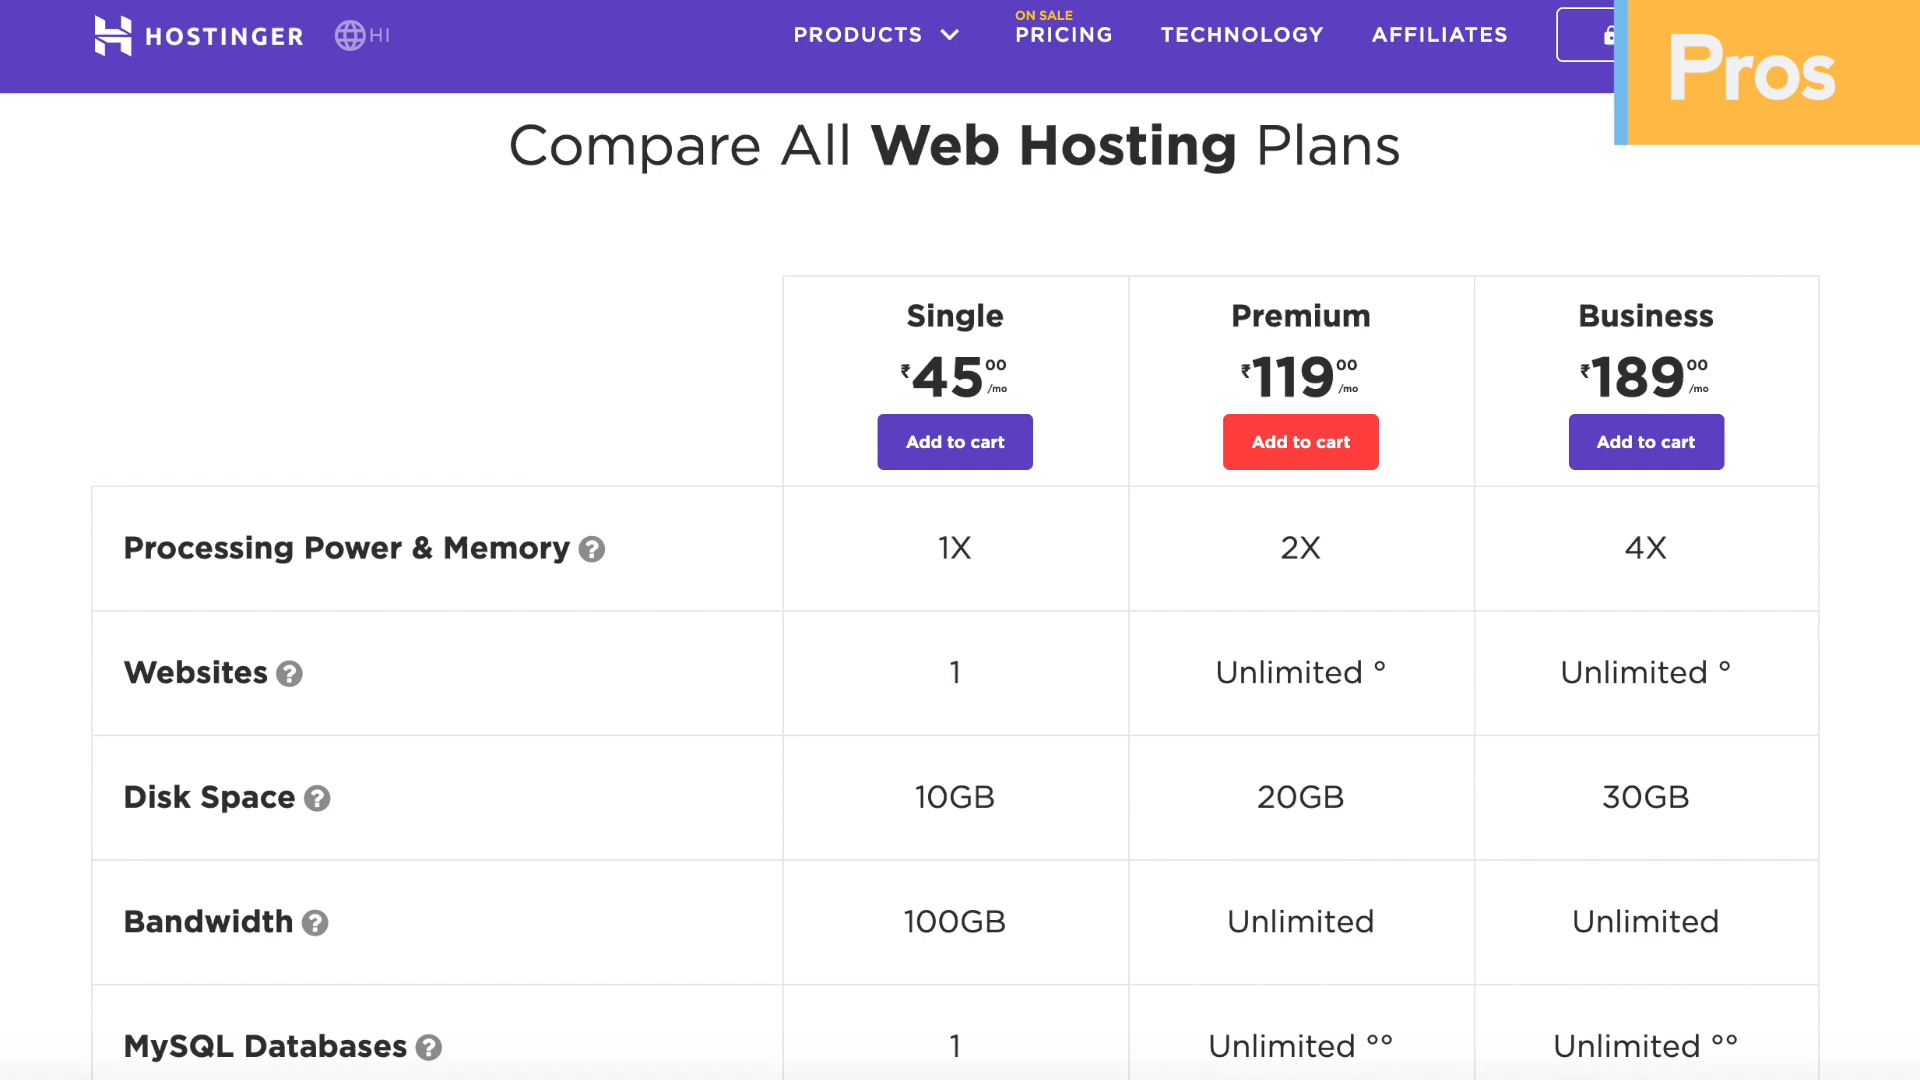 HOSTINGER HI PRODUCTS ON SALE PRICING TECHNOLOGY AFFILIATES
Pros
Compare All Web Hosting Plans
Single Premium Business
₹45.00/mo ₹119.00/mo ₹189.00/mo
Add to cart Add to cart Add to cart
Processing Power & Memory ? 1X 2X 4X
Websites ? 1 Unlimited ° Unlimited °
Disk Space ? 10GB 20GB 30GB
Bandwidth ? 100GB Unlimited Unlimited
MySQL Databases ? 1 Unlimited °° Unlimited °°